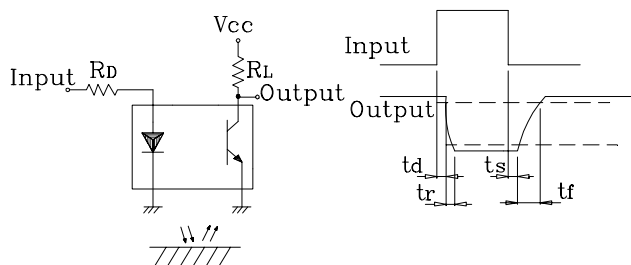 Vcc
Input RD RL Output
Input
Output
td ts
tr tf